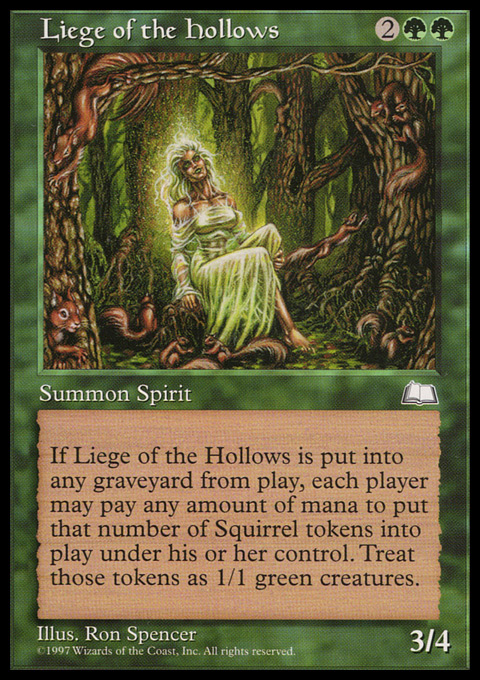 Liege of the Hollows 2
Summon Spirit
If Liege of the Hollows is put into
any graveyard from play, each player
may pay any amount of mana to put
that number of Squirrel tokens into
play under his or her control. Treat
those tokens as 1/1 green creatures.
Illus. Ron Spencer
©1997 Wizards of the Coast, Inc. All rights reserved.
3/4